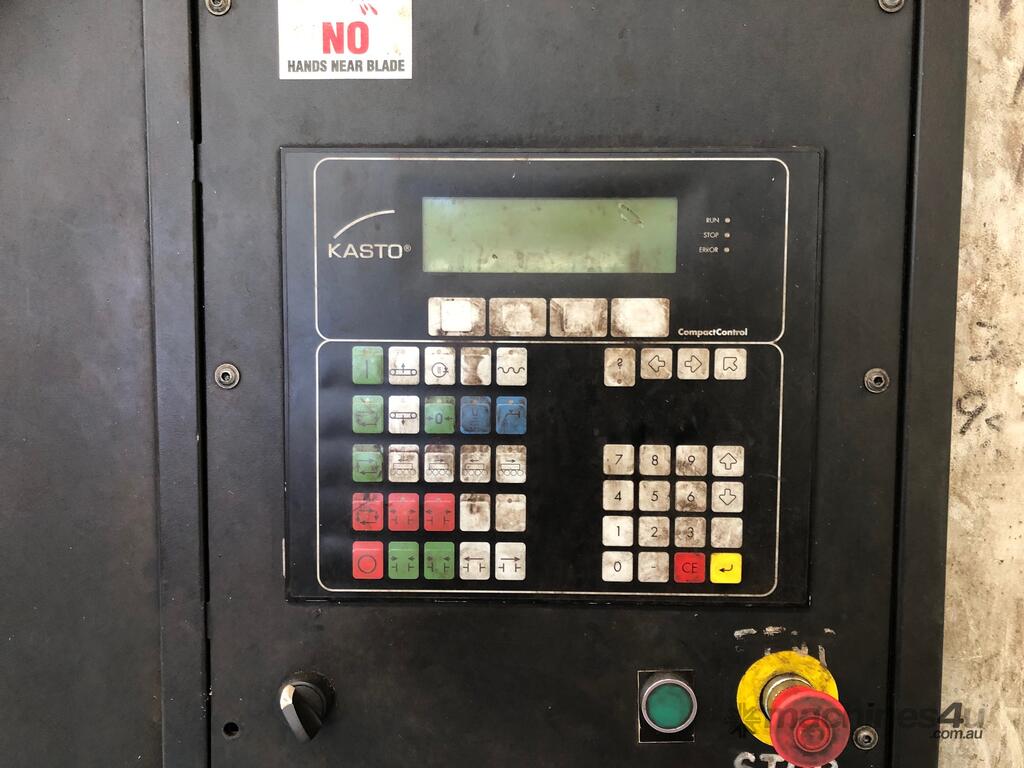 NO
HANDS NEAR BLADE
KASTO®
RUN
STOP
ERROR
CompactControl
?
0
7 8 9
4 5 6
1 2 3
0 - CE
machines4u
.com.au